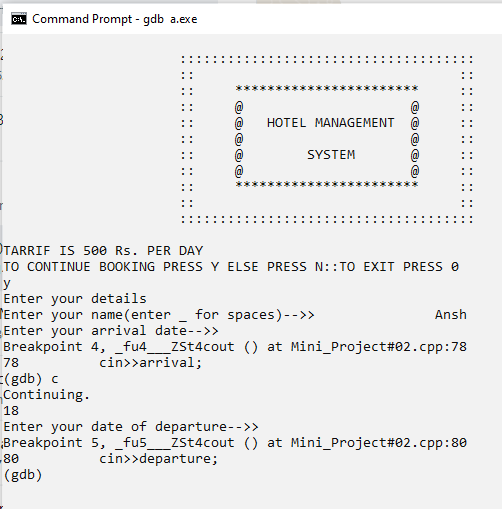 Command Prompt - gdb a.exe
:::::::::::::::::::::::::::::::::::::
:: ::
:: *********************** ::
:: @ @ ::
:: @ HOTEL MANAGEMENT @ ::
:: @ @ ::
:: @ SYSTEM @ ::
:: @ @ ::
:: *********************** ::
:: ::
:::::::::::::::::::::::::::::::::::::
TARRIF IS 500 Rs. PER DAY
TO CONTINUE BOOKING PRESS Y ELSE PRESS N::TO EXIT PRESS 0
y
Enter your details
Enter your name(enter _ for spaces)-->> Ansh
Enter your arrival date-->>
Breakpoint 4, _fu4___ZSt4cout () at Mini_Project#02.cpp:78
78 cin>>arrival;
(gdb) c
Continuing.
18
Enter your date of departure-->>
Breakpoint 5, _fu5___ZSt4cout () at Mini_Project#02.cpp:80
80 cin>>departure;
(gdb)